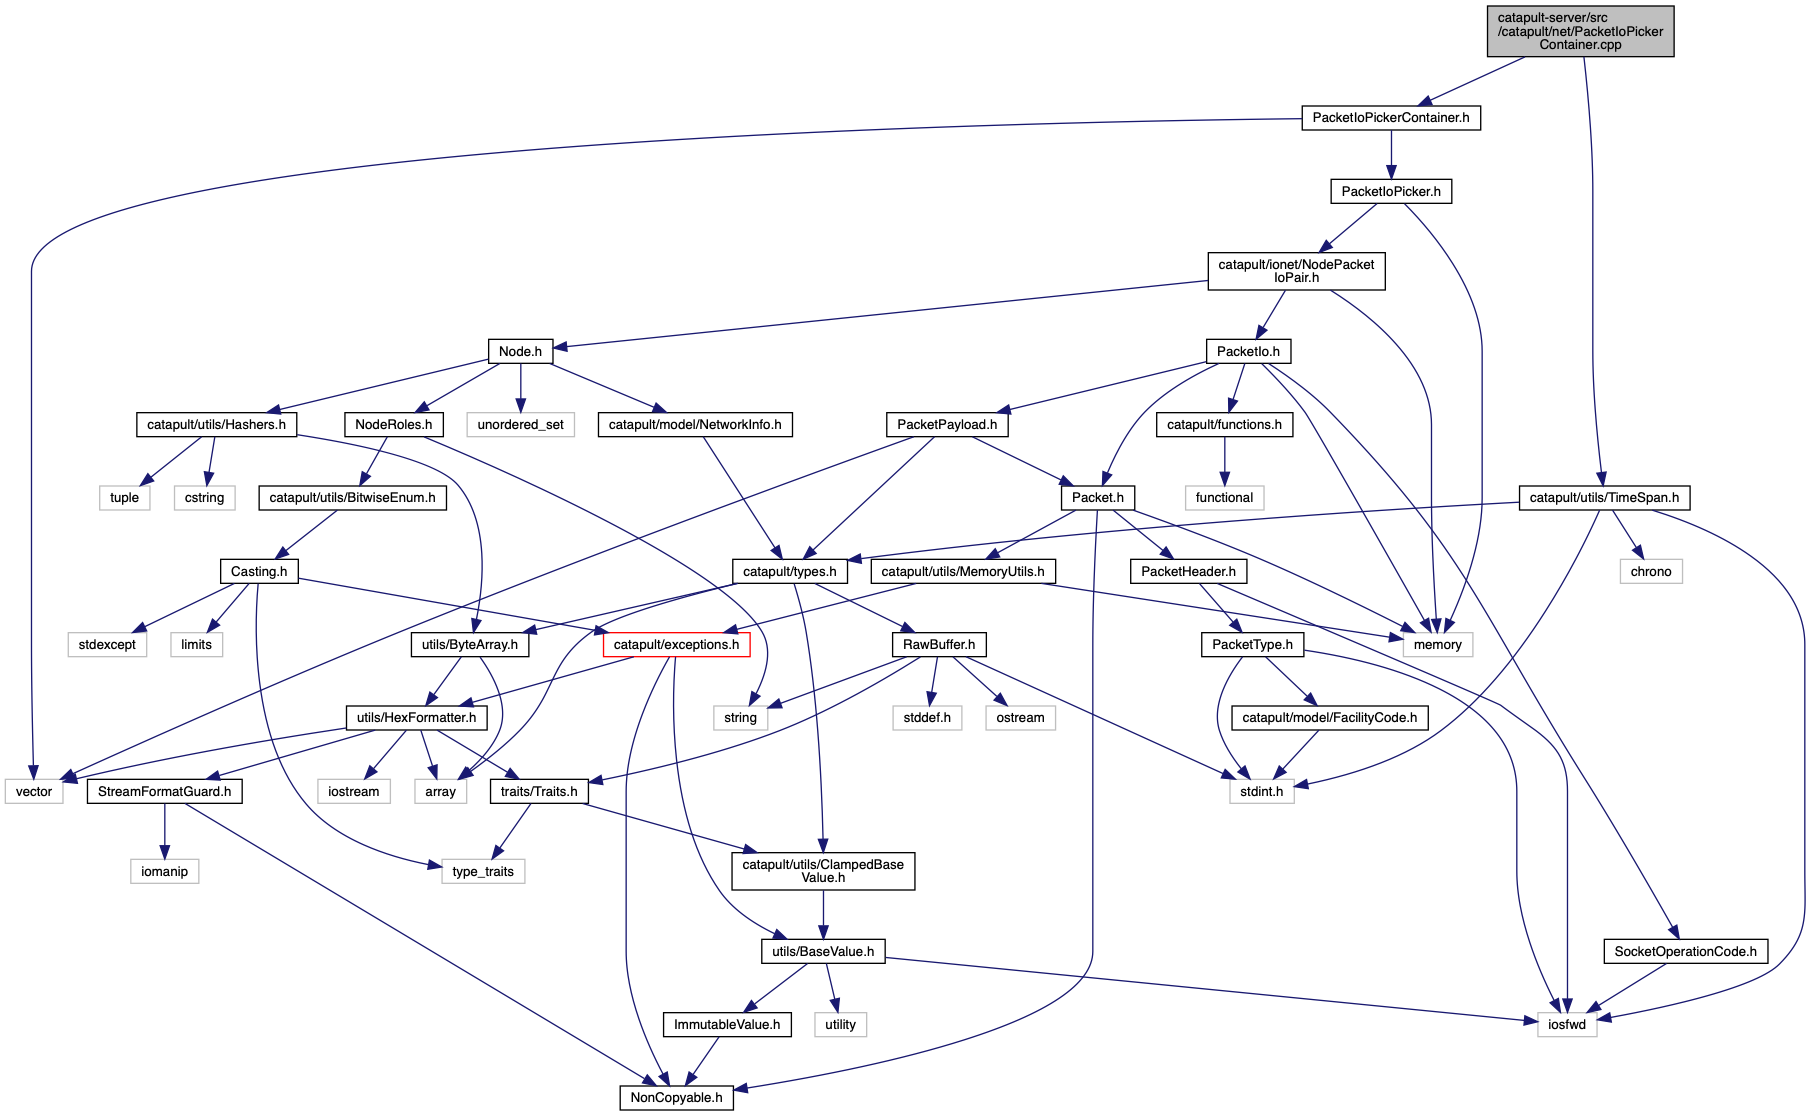 catapult-server/src
/catapult/net/PacketIoPicker
Container.cpp
PacketIoPickerContainer.h
PacketIoPicker.h
catapult/ionet/NodePacket
IoPair.h
Node.h
PacketIo.h
catapult/utils/Hashers.h
NodeRoles.h
unordered_set
catapult/model/NetworkInfo.h
PacketPayload.h
catapult/functions.h
tuple
cstring
catapult/utils/BitwiseEnum.h
Packet.h
functional
catapult/utils/TimeSpan.h
Casting.h
catapult/types.h
catapult/utils/MemoryUtils.h
PacketHeader.h
chrono
stdexcept
limits
utils/ByteArray.h
catapult/exceptions.h
RawBuffer.h
PacketType.h
memory
utils/HexFormatter.h
string
stddef.h
ostream
catapult/model/FacilityCode.h
vector
StreamFormatGuard.h
iostream
array
traits/Traits.h
stdint.h
iomanip
type_traits
catapult/utils/ClampedBase
Value.h
utils/BaseValue.h
SocketOperationCode.h
ImmutableValue.h
utility
iosfwd
NonCopyable.h